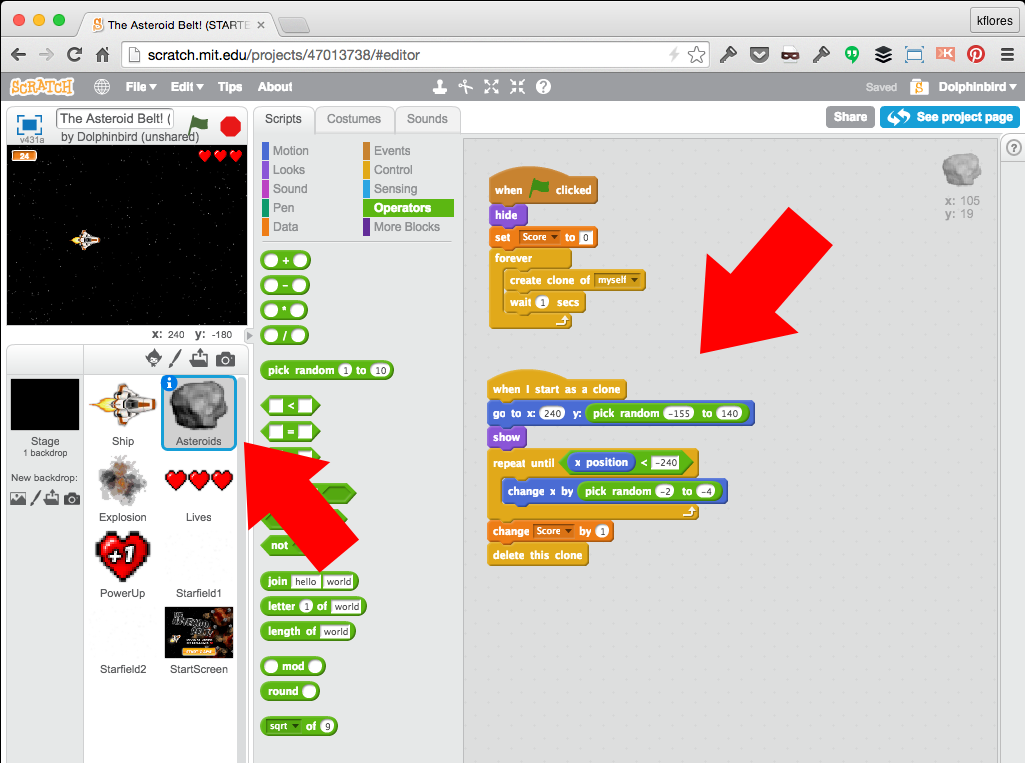 The Asteroid Belt! (STARTE
kflores
scratch.mit.edu/projects/47013738/#editor
SCRATCH
File Edit Tips About
Saved
Dolphinbird
v431a
The Asteroid Belt! (
by Dolphinbird (unshared)
Scripts Costumes Sounds
Share
See project page
24
Motion
Looks
Sound
Pen
Data
Events
Control
Sensing
Operators
More Blocks
x: 240 y: -180
+
-
*
/
pick random 1 to 10
<
=
not
join hello world
letter 1 of world
length of world
mod
round
sqrt of 9
when clicked
hide
set Score to 0
forever
create clone of myself
wait 1 secs
when I start as a clone
go to x: 240 y: pick random -155 to 140
show
repeat until x position < -240
change x by pick random -2 to -4
change Score by 1
delete this clone
x: 105
y: 19
?
Stage
1 backdrop
New backdrop:
Ship
i
Asteroids
Explosion
Lives
+1
PowerUp
Starfield1
Starfield2
StartScreen